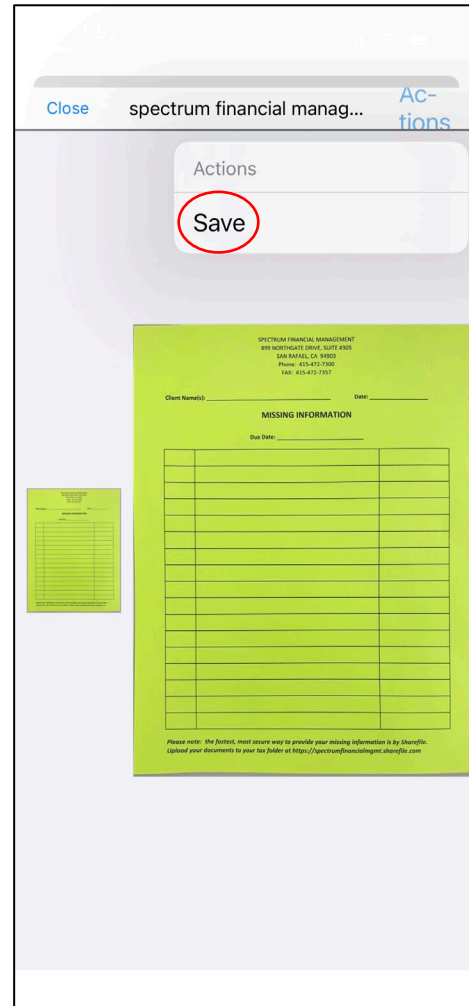 Close spectrum financial manag... Ac-
tions
Actions
Save
SPECTRUM FINANCIAL MANAGEMENT
899 NORTHGATE DRIVE, SUITE #305
SAN RAFAEL, CA 94903
Phone: 415-472-7300
FAX: 415-472-7357
Client Name(s): Date:
MISSING INFORMATION
Due Date:
Please note: the fastest, most secure way to provide your missing information is by Sharefile.
Upload your documents to your tax folder at https://spectrumfinancialmgmt.sharefile.com